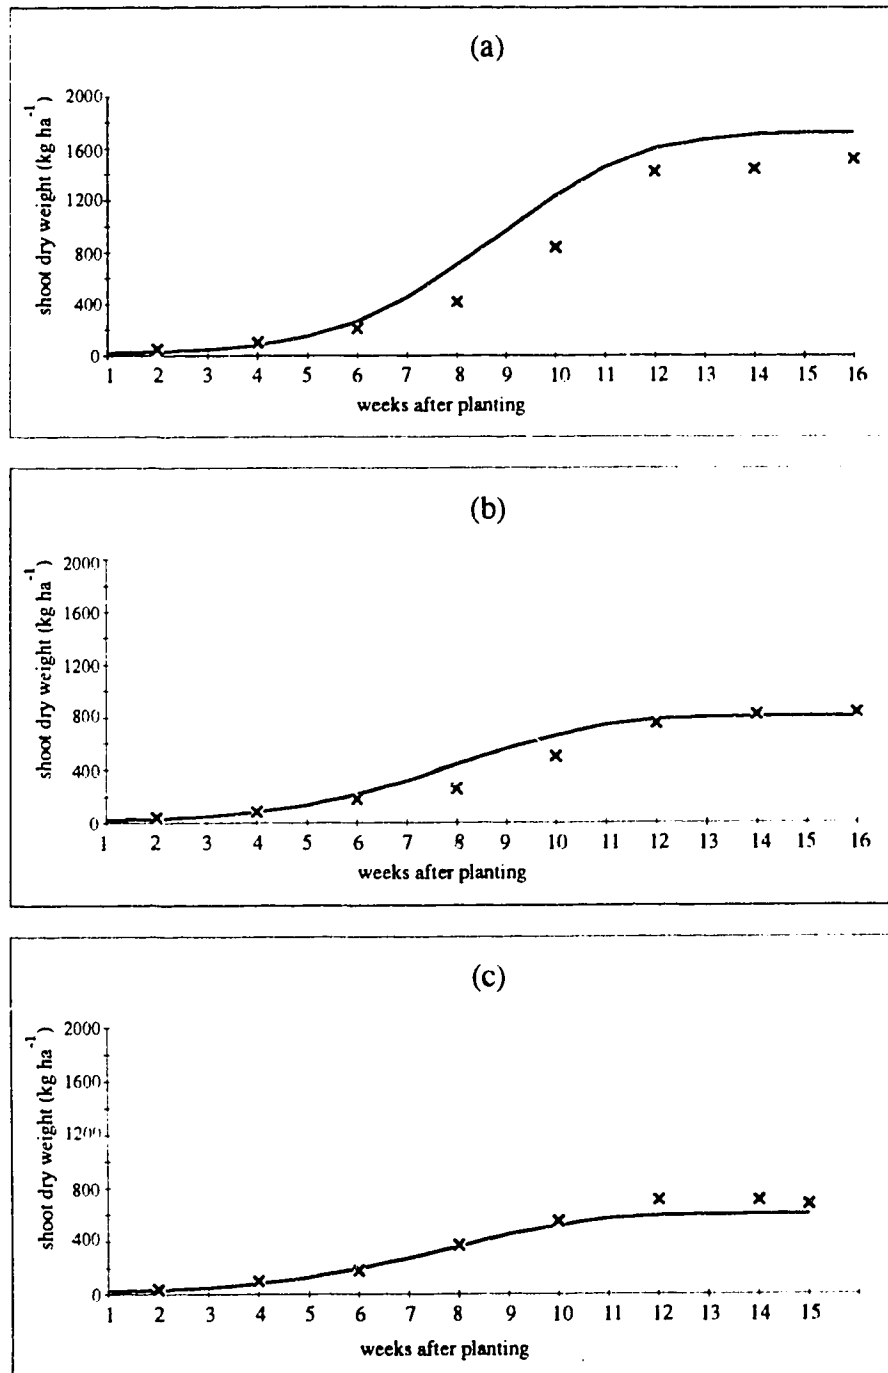 (a)
shoot dry weight (kg ha⁻¹)
2000
1600
1200
800
400
0
1 2 3 4 5 6 7 8 9 10 11 12 13 14 15 16
weeks after planting
(b)
shoot dry weight (kg ha⁻¹)
2000
1600
1200
800
400
0
1 2 3 4 5 6 7 8 9 10 11 12 13 14 15 16
weeks after planting
(c)
shoot dry weight (kg ha⁻¹)
2000
1600
1200
800
400
0
1 2 3 4 5 6 7 8 9 10 11 12 13 14 15
weeks after planting